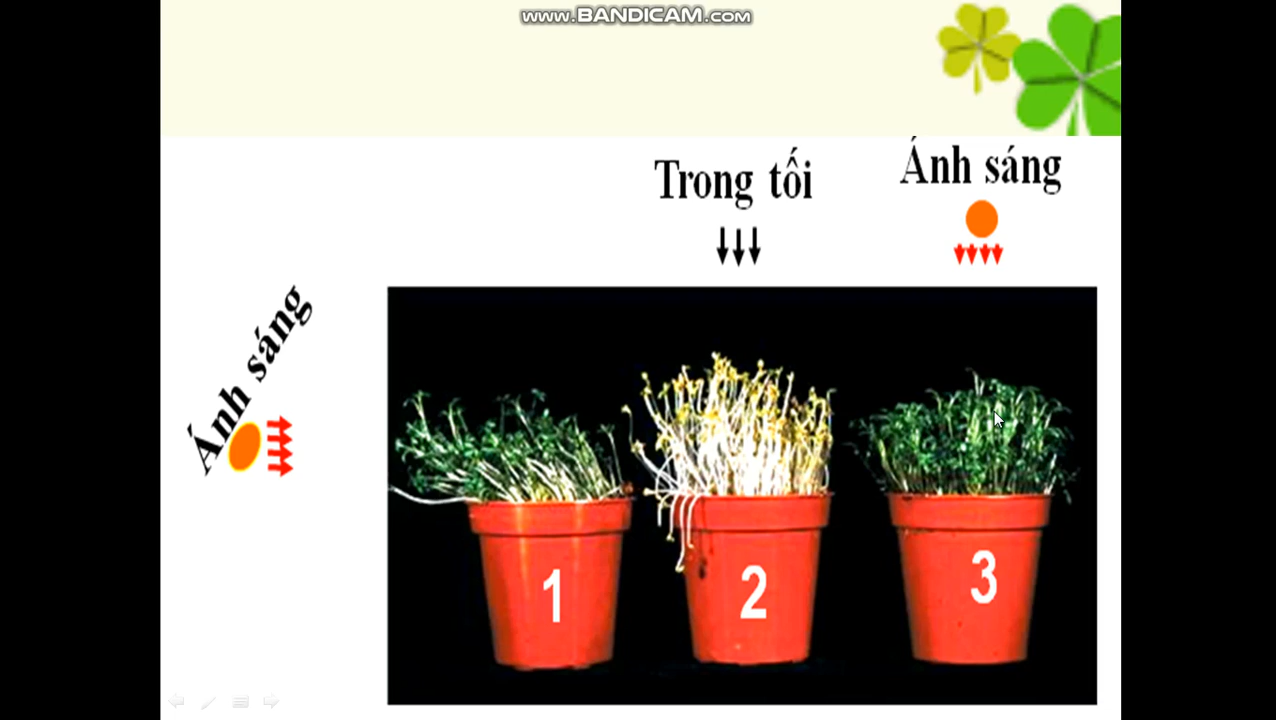 www.BANDICAM.com
Trong tối
Ánh sáng
Ánh sáng
1
2
3